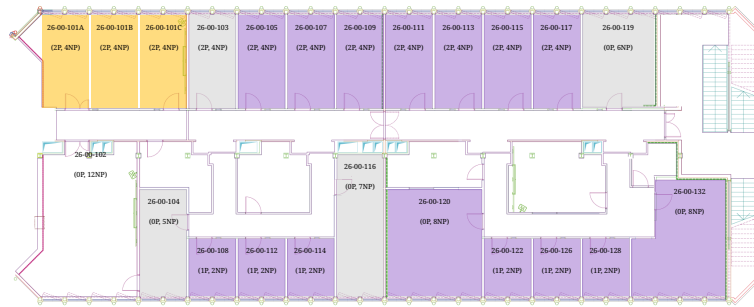 26-00-101A
(2P, 4NP)
26-00-101B
(2P, 4NP)
26-00-101C
(2P, 4NP)
26-00-103
(2P, 4NP)
26-00-105
(2P, 4NP)
26-00-107
(2P, 4NP)
26-00-109
(2P, 4NP)
26-00-111
(2P, 4NP)
26-00-113
(2P, 4NP)
26-00-115
(2P, 4NP)
26-00-117
(2P, 4NP)
26-00-119
(0P, 6NP)
26-00-102
(0P, 12NP)
26-00-104
(0P, 5NP)
26-00-108
(1P, 2NP)
26-00-112
(1P, 2NP)
26-00-114
(1P, 2NP)
26-00-116
(0P, 7NP)
26-00-120
(0P, 8NP)
26-00-122
(1P, 2NP)
26-00-126
(1P, 2NP)
26-00-128
(1P, 2NP)
26-00-132
(0P, 8NP)